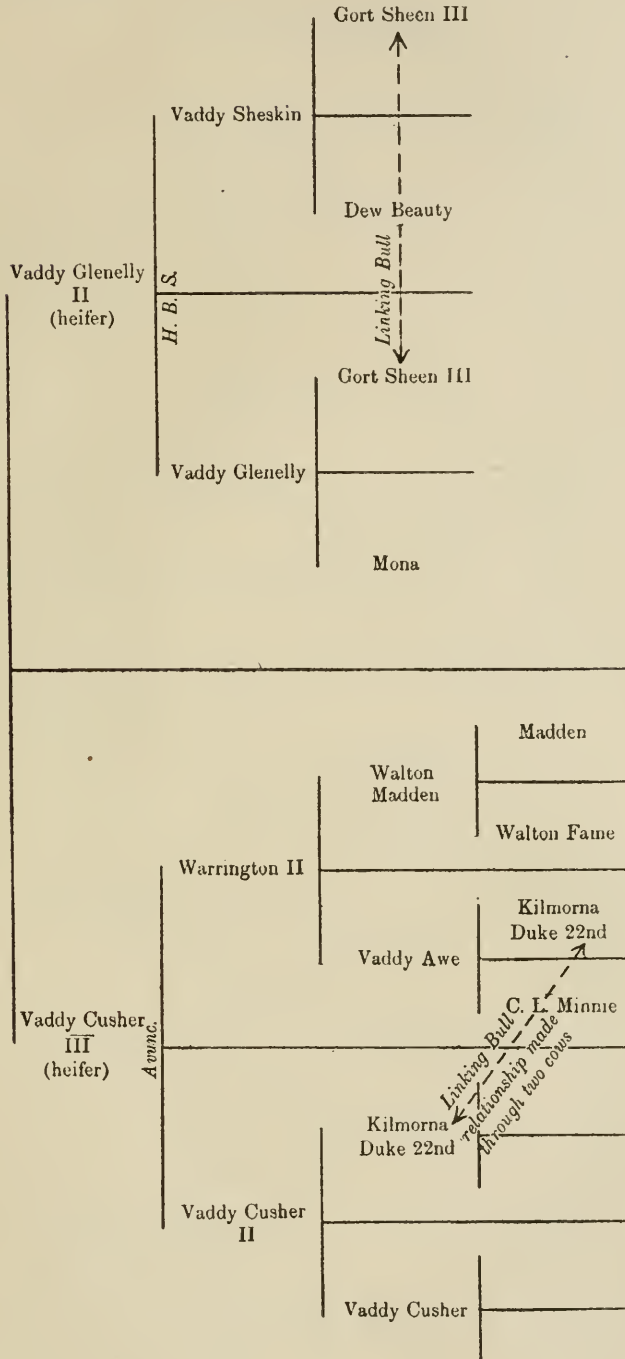 Gort Sheen III
Vaddy Sheskin
Dew Beauty
Linking Bull
Vaddy Glenelly
II
(heifer)
H. B. S.
Gort Sheen III
Vaddy Glenelly
Mona
Madden
Walton
Madden
Walton Fame
Warrington II
Kilmorna
Duke 22nd
Vaddy Awe
C. L. Minnie
Vaddy Cusher
III
(heifer)
Avunc.
Linking Bull
relationship made
through two cows
Kilmorna
Duke 22nd
Vaddy Cusher
II
Vaddy Cusher